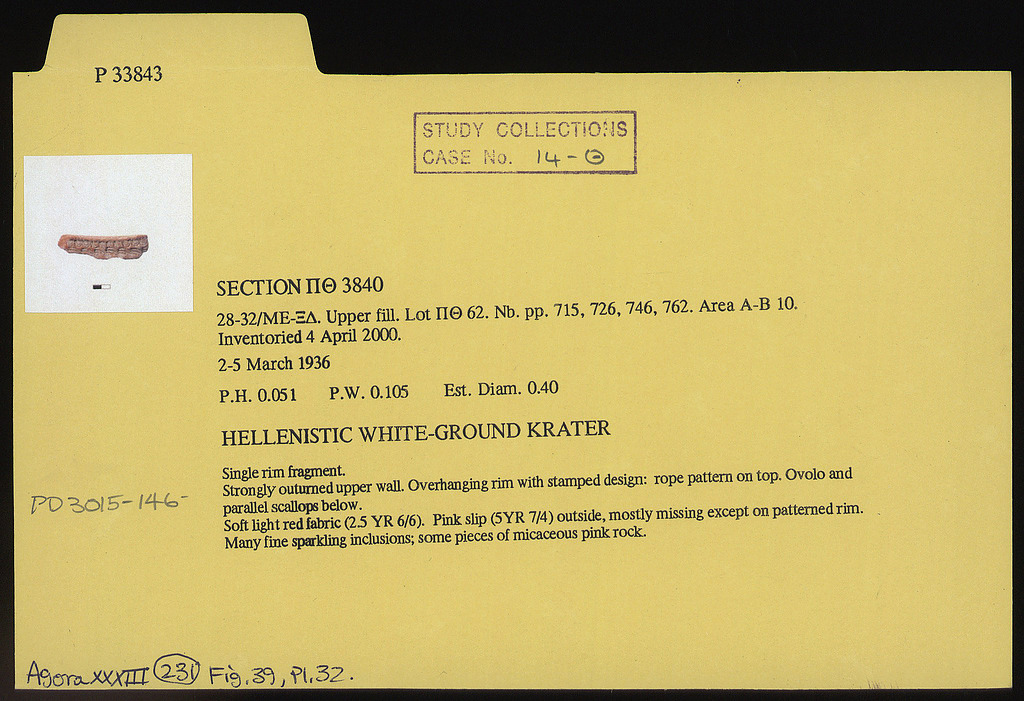 P 33843
STUDY COLLECTIONS
CASE No. 14-Θ
SECTION ΠΘ 3840
28-32/ΜΕ-ΞΔ. Upper fill. Lot ΠΘ 62. Nb. pp. 715, 726, 746, 762. Area A-B 10.
Inventoried 4 April 2000.
2-5 March 1936
P.H. 0.051 P.W. 0.105 Est. Diam. 0.40
HELLENISTIC WHITE-GROUND KRATER
Single rim fragment.
Strongly outurned upper wall. Overhanging rim with stamped design: rope pattern on top. Ovolo and
parallel scallops below.
PD 3015-146-
Soft light red fabric (2.5 YR 6/6). Pink slip (5YR 7/4) outside, mostly missing except on patterned rim.
Many fine sparkling inclusions; some pieces of micaceous pink rock.
Agora XXXIII 231 Fig. 39, Pl. 32.